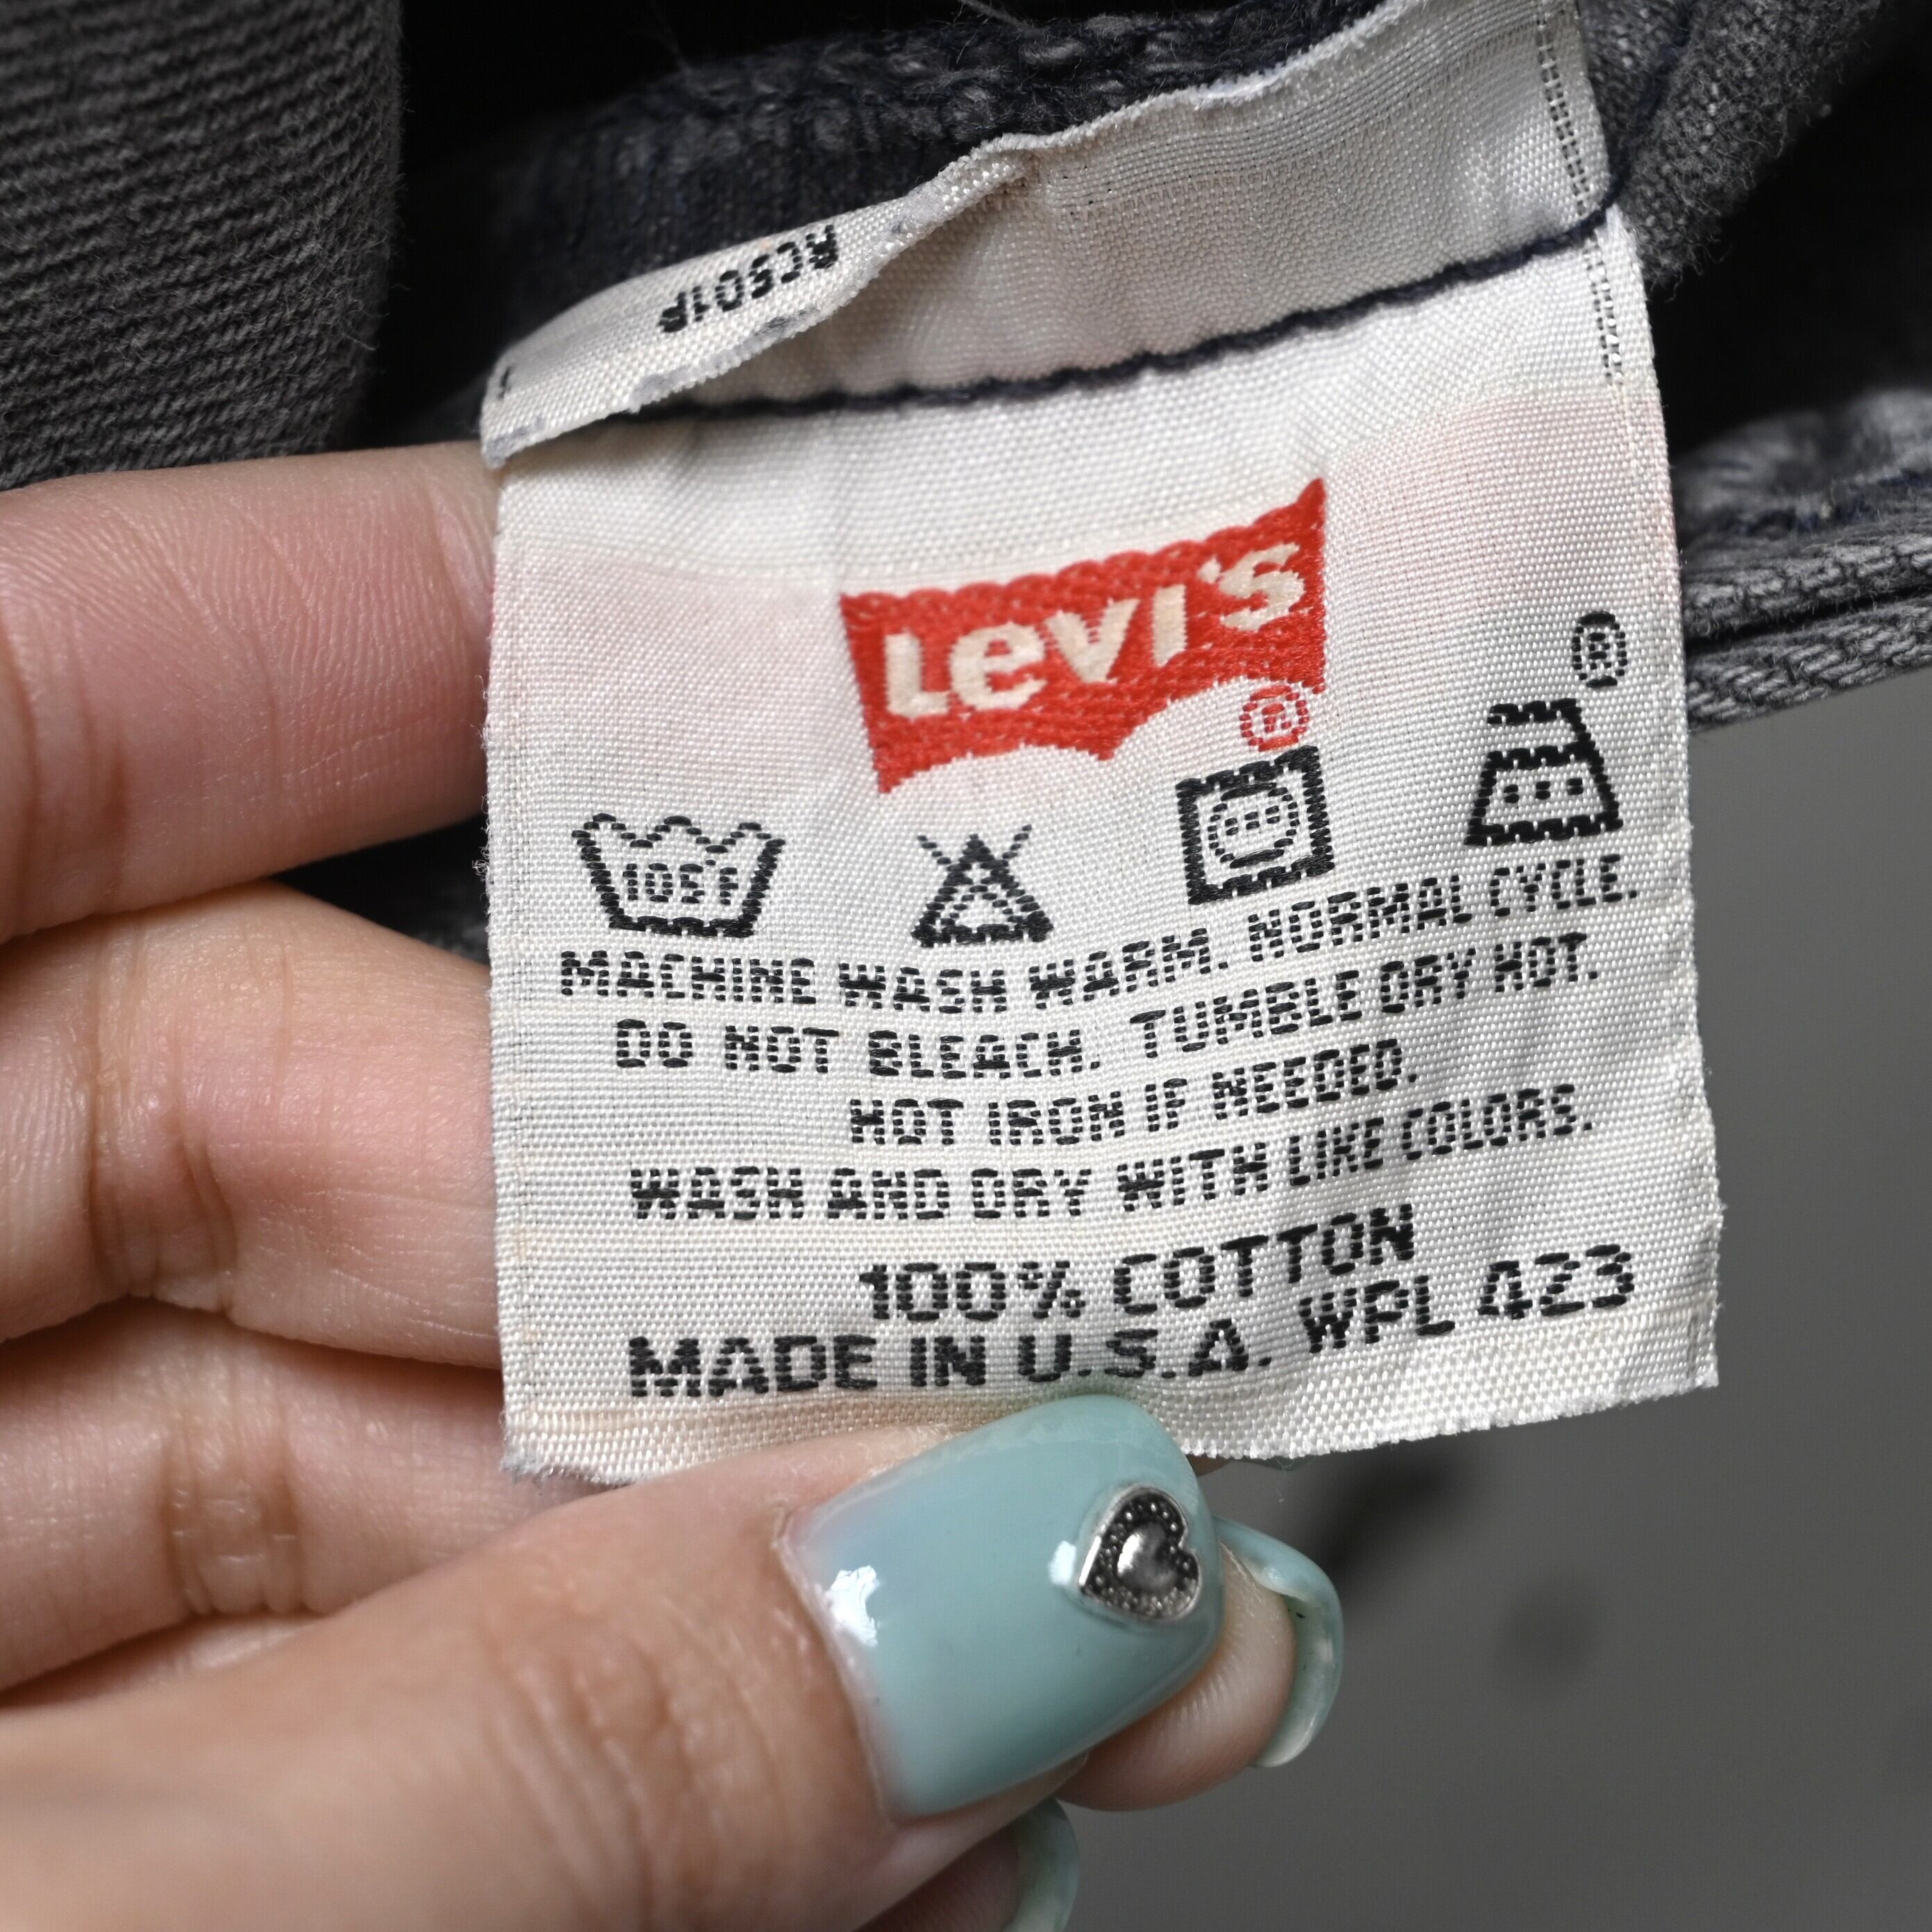 RC501P
LEVI'S
®
®
105°F
MACHINE WASH WARM. NORMAL CYCLE.
DO NOT BLEACH. TUMBLE DRY HOT.
HOT IRON IF NEEDED.
WASH AND DRY WITH LIKE COLORS.
100% COTTON
MADE IN U.S.A. WPL 423